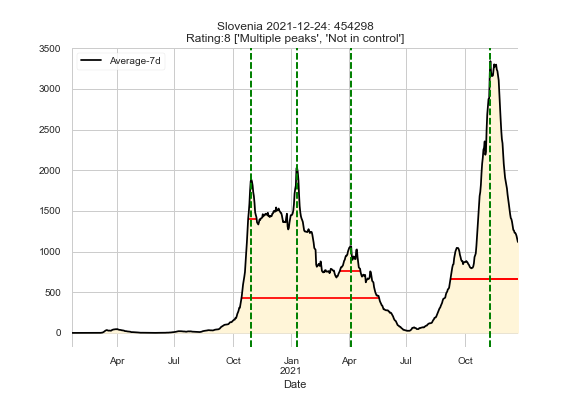 Slovenia 2021-12-24: 454298
Rating:8 ['Multiple peaks', 'Not in control']
Average-7d
3500
3000
2500
2000
1500
1000
500
0
Apr Jul Oct Jan Apr Jul Oct
2021
Date